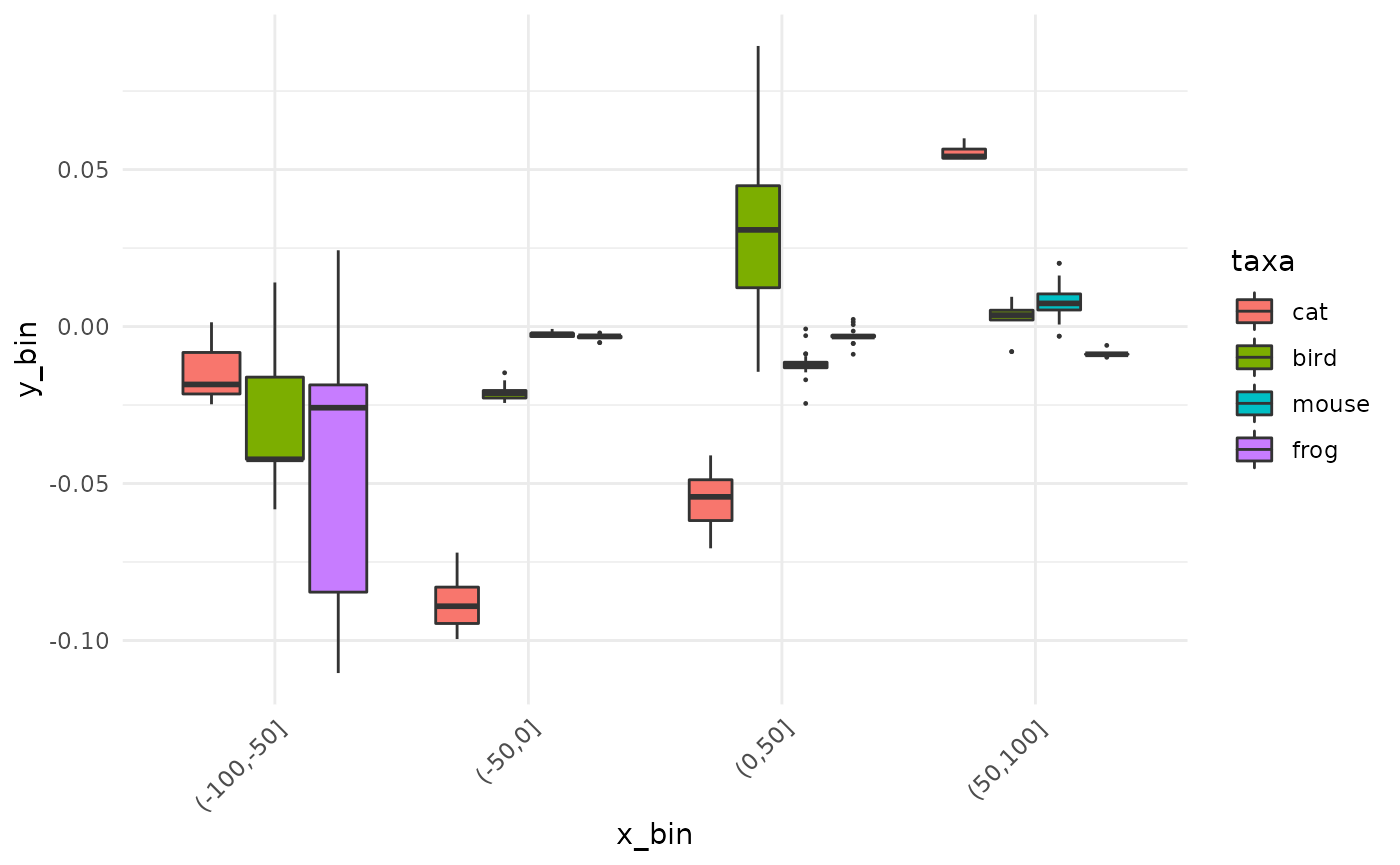 y_bin
0.05
0.00
-0.05
-0.10
(-100,-50]
(-50,0]
(0,50]
(50,100]
x_bin
taxa
cat
bird
mouse
frog